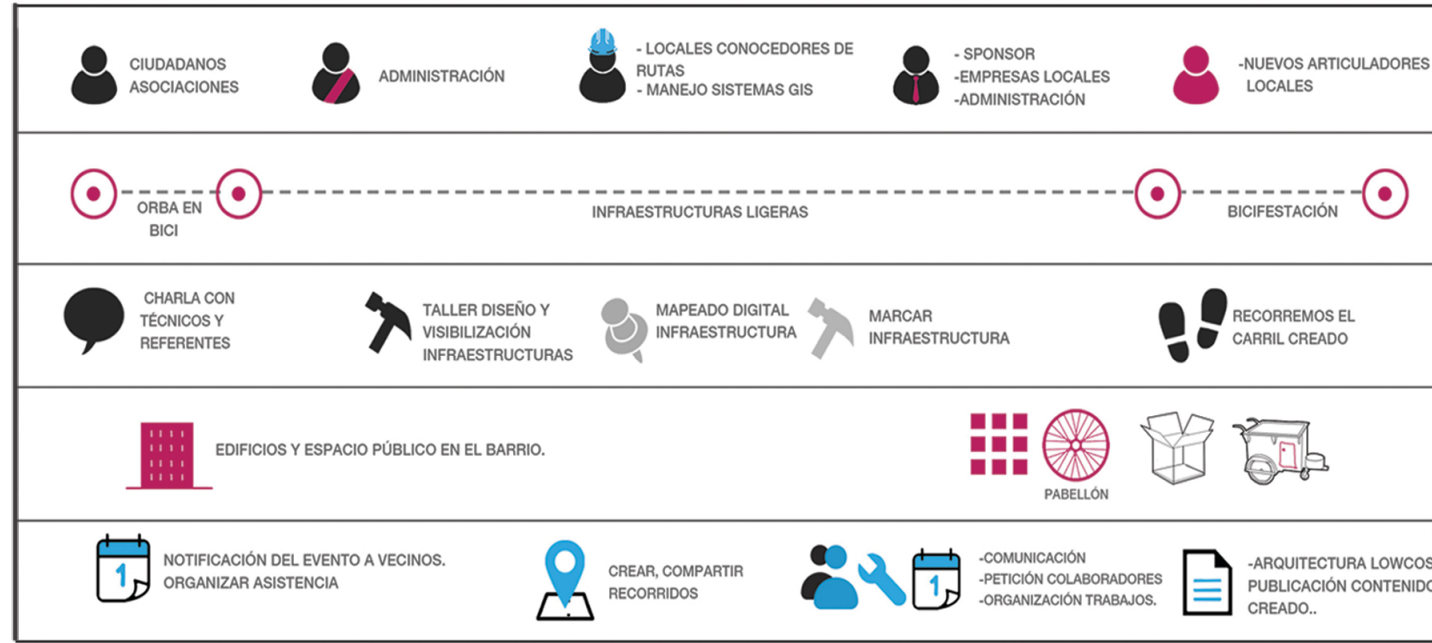 CIUDADANOS
ASOCIACIONES
ADMINISTRACIÓN
- LOCALES CONOCEDORES DE
RUTAS
- MANEJO SISTEMAS GIS
- SPONSOR
-EMPRESAS LOCALES
-ADMINISTRACIÓN
-NUEVOS ARTICULADORES
LOCALES
ORBA EN
BICI
INFRAESTRUCTURAS LIGERAS
BICIFESTACIÓN
CHARLA CON
TÉCNICOS Y
REFERENTES
TALLER DISEÑO Y
VISIBILIZACIÓN
INFRAESTRUCTURAS
MAPEADO DIGITAL
INFRAESTRUCTURA
MARCAR
INFRAESTRUCTURA
RECORREMOS EL
CARRIL CREADO
EDIFICIOS Y ESPACIO PÚBLICO EN EL BARRIO.
PABELLÓN
1
NOTIFICACIÓN DEL EVENTO A VECINOS.
ORGANIZAR ASISTENCIA
CREAR, COMPARTIR
RECORRIDOS
1
-COMUNICACIÓN
-PETICIÓN COLABORADORES
-ORGANIZACIÓN TRABAJOS.
-ARQUITECTURA LOWCOS
PUBLICACIÓN CONTENIDO
CREADO..